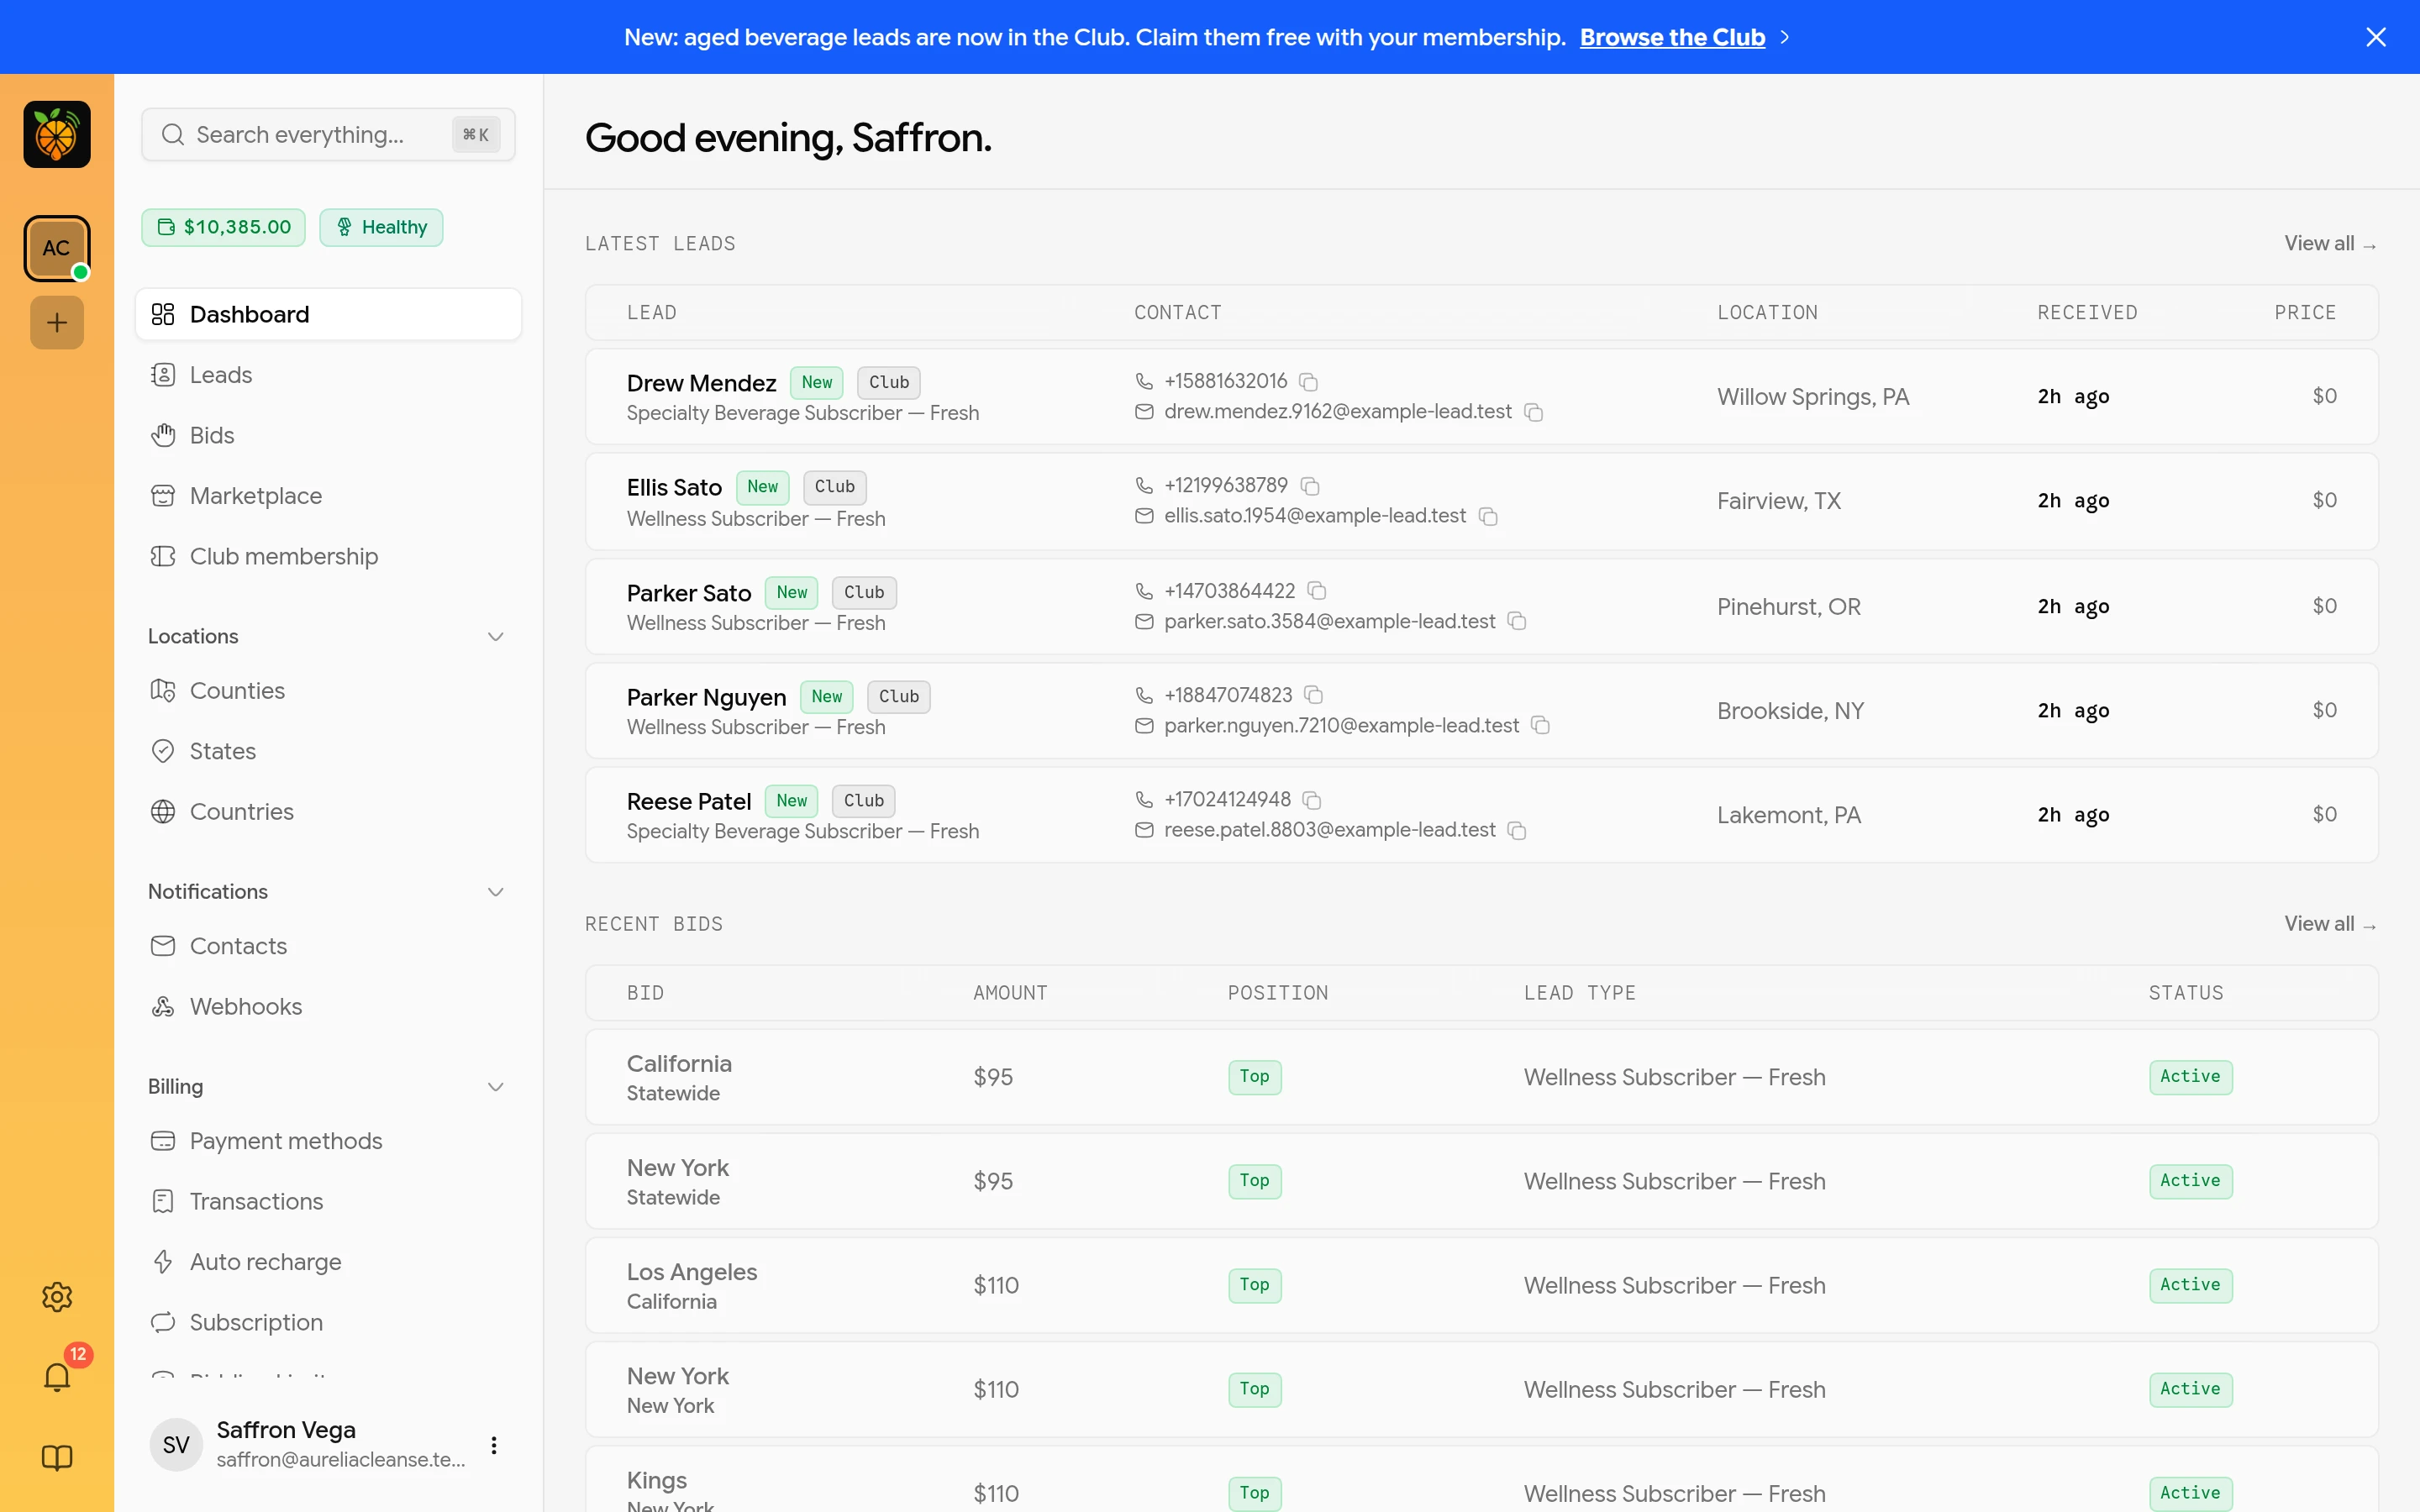 New: aged beverage leads are now in the Club. Claim them free with your membership. Browse the Club
Search everything... ⌘K
AC
$10,385.00 Healthy
Dashboard
Leads
Bids
Marketplace
Club membership
Locations
Counties
States
Countries
Notifications
Contacts
Webhooks
Billing
Payment methods
Transactions
Auto recharge
Subscription
12
SV
Saffron Vega
saffron@aureliacleanse.te...
Good evening, Saffron.
LATEST LEADS View all →
LEAD CONTACT LOCATION RECEIVED PRICE
Drew Mendez New Club
Specialty Beverage Subscriber — Fresh
+15881632016
drew.mendez.9162@example-lead.test
Willow Springs, PA 2h ago $0
Ellis Sato New Club
Wellness Subscriber — Fresh
+12199638789
ellis.sato.1954@example-lead.test
Fairview, TX 2h ago $0
Parker Sato New Club
Wellness Subscriber — Fresh
+14703864422
parker.sato.3584@example-lead.test
Pinehurst, OR 2h ago $0
Parker Nguyen New Club
Wellness Subscriber — Fresh
+18847074823
parker.nguyen.7210@example-lead.test
Brookside, NY 2h ago $0
Reese Patel New Club
Specialty Beverage Subscriber — Fresh
+17024124948
reese.patel.8803@example-lead.test
Lakemont, PA 2h ago $0
RECENT BIDS View all →
BID AMOUNT POSITION LEAD TYPE STATUS
California
Statewide
$95 Top Wellness Subscriber — Fresh Active
New York
Statewide
$95 Top Wellness Subscriber — Fresh Active
Los Angeles
California
$110 Top Wellness Subscriber — Fresh Active
New York
New York
$110 Top Wellness Subscriber — Fresh Active
Kings
New York
$110 Top Wellness Subscriber — Fresh Active